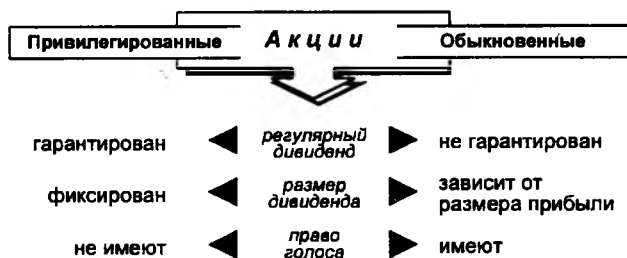 Привилегированные Акции Обыкновенные
гарантирован регулярный дивиденд не гарантирован
фиксирован размер дивиденда зависит от размера прибыли
не имеют право голоса имеют